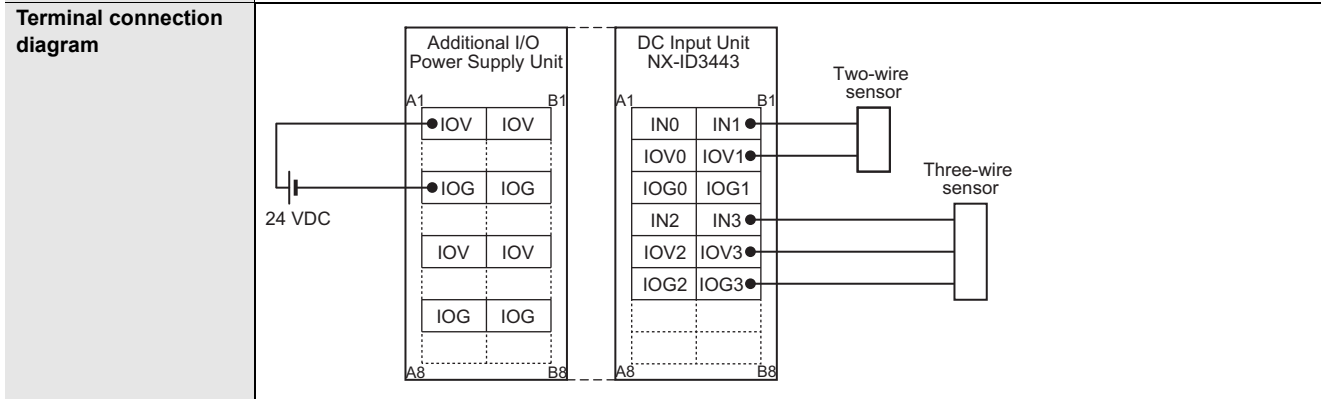 Terminal connection
diagram
Additional I/O
Power Supply Unit
A1 B1
IOV IOV
IOG IOG
IOV IOV
IOG IOG
A8 B8
24 VDC
DC Input Unit
NX-ID3443
A1 B1
IN0 IN1
IOV0 IOV1
IOG0 IOG1
IN2 IN3
IOV2 IOV3
IOG2 IOG3
A8 B8
Two-wire
sensor
Three-wire
sensor